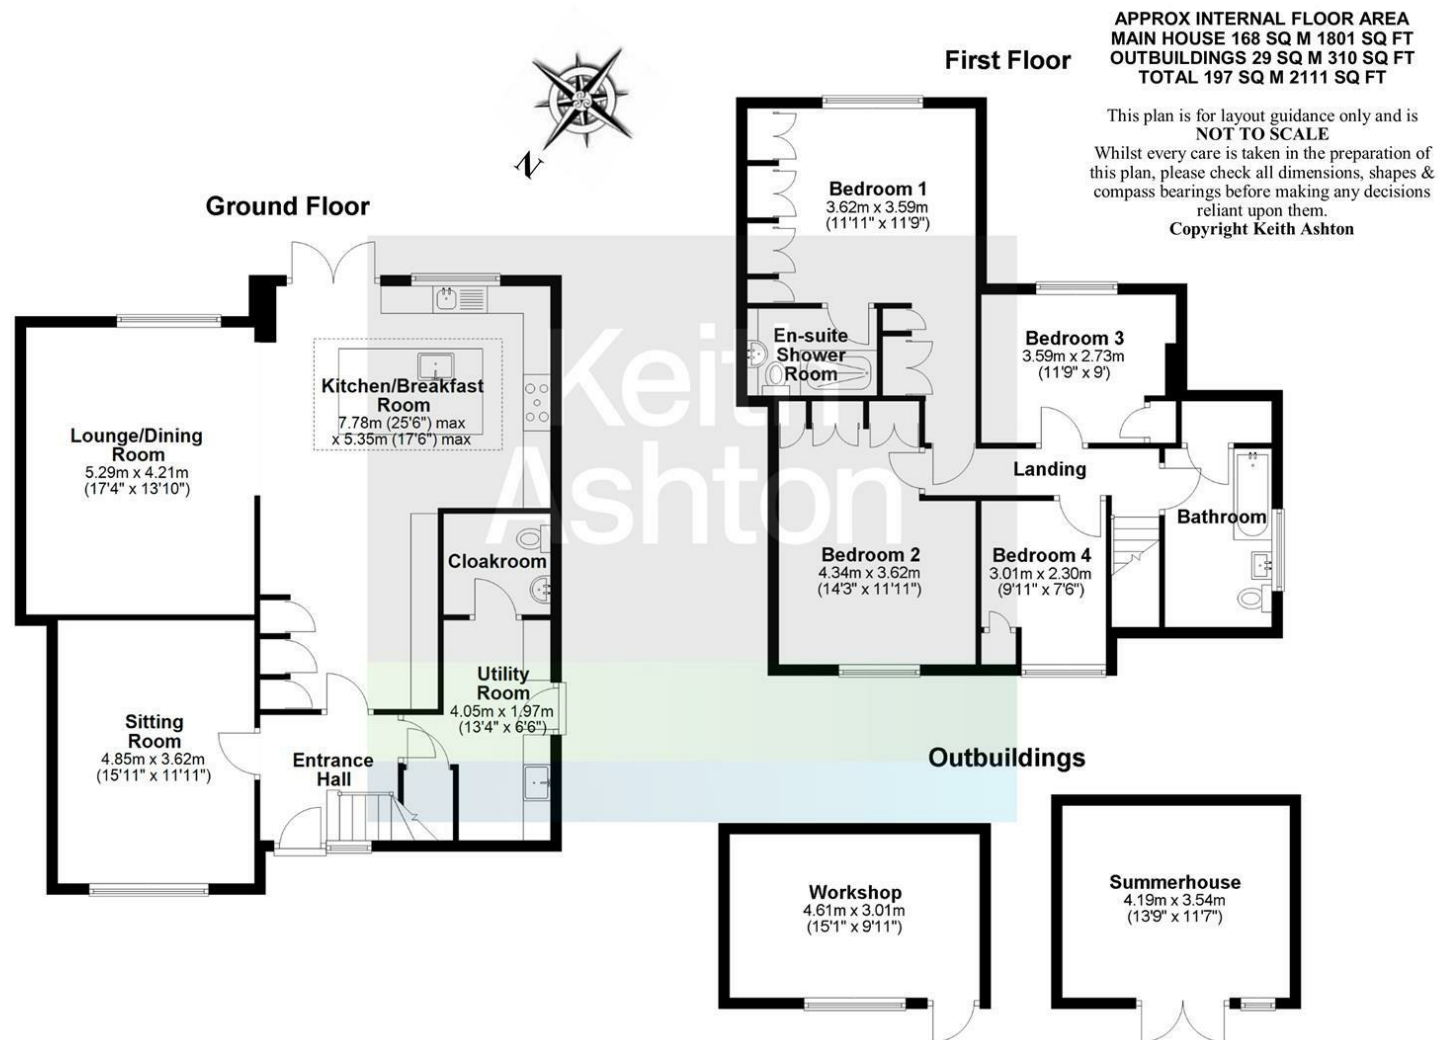 APPROX INTERNAL FLOOR AREA
MAIN HOUSE 168 SQ M 1801 SQ FT
OUTBUILDINGS 29 SQ M 310 SQ FT
TOTAL 197 SQ M 2111 SQ FT
This plan is for layout guidance only and is
NOT TO SCALE
Whilst every care is taken in the preparation of
this plan, please check all dimensions, shapes &
compass bearings before making any decisions
reliant upon them.
Copyright Keith Ashton
N
Ground Floor
Kitchen/Breakfast
Room
7.78m (25'6") max
x 5.35m (17'6") max
Lounge/Dining
Room
5.29m x 4.21m
(17'4" x 13'10")
Cloakroom
Utility
Room
4.05m x 1.97m
(13'4" x 6'6")
Sitting
Room
4.85m x 3.62m
(15'11" x 11'11")
Entrance
Hall
First Floor
Bedroom 1
3.62m x 3.59m
(11'11" x 11'9")
En-suite
Shower
Room
Bedroom 3
3.59m x 2.73m
(11'9" x 9')
Landing
Bathroom
Bedroom 2
4.34m x 3.62m
(14'3" x 11'11")
Bedroom 4
3.01m x 2.30m
(9'11" x 7'6")
Outbuildings
Workshop
4.61m x 3.01m
(15'1" x 9'11")
Summerhouse
4.19m x 3.54m
(13'9" x 11'7")
Keith
Ashton